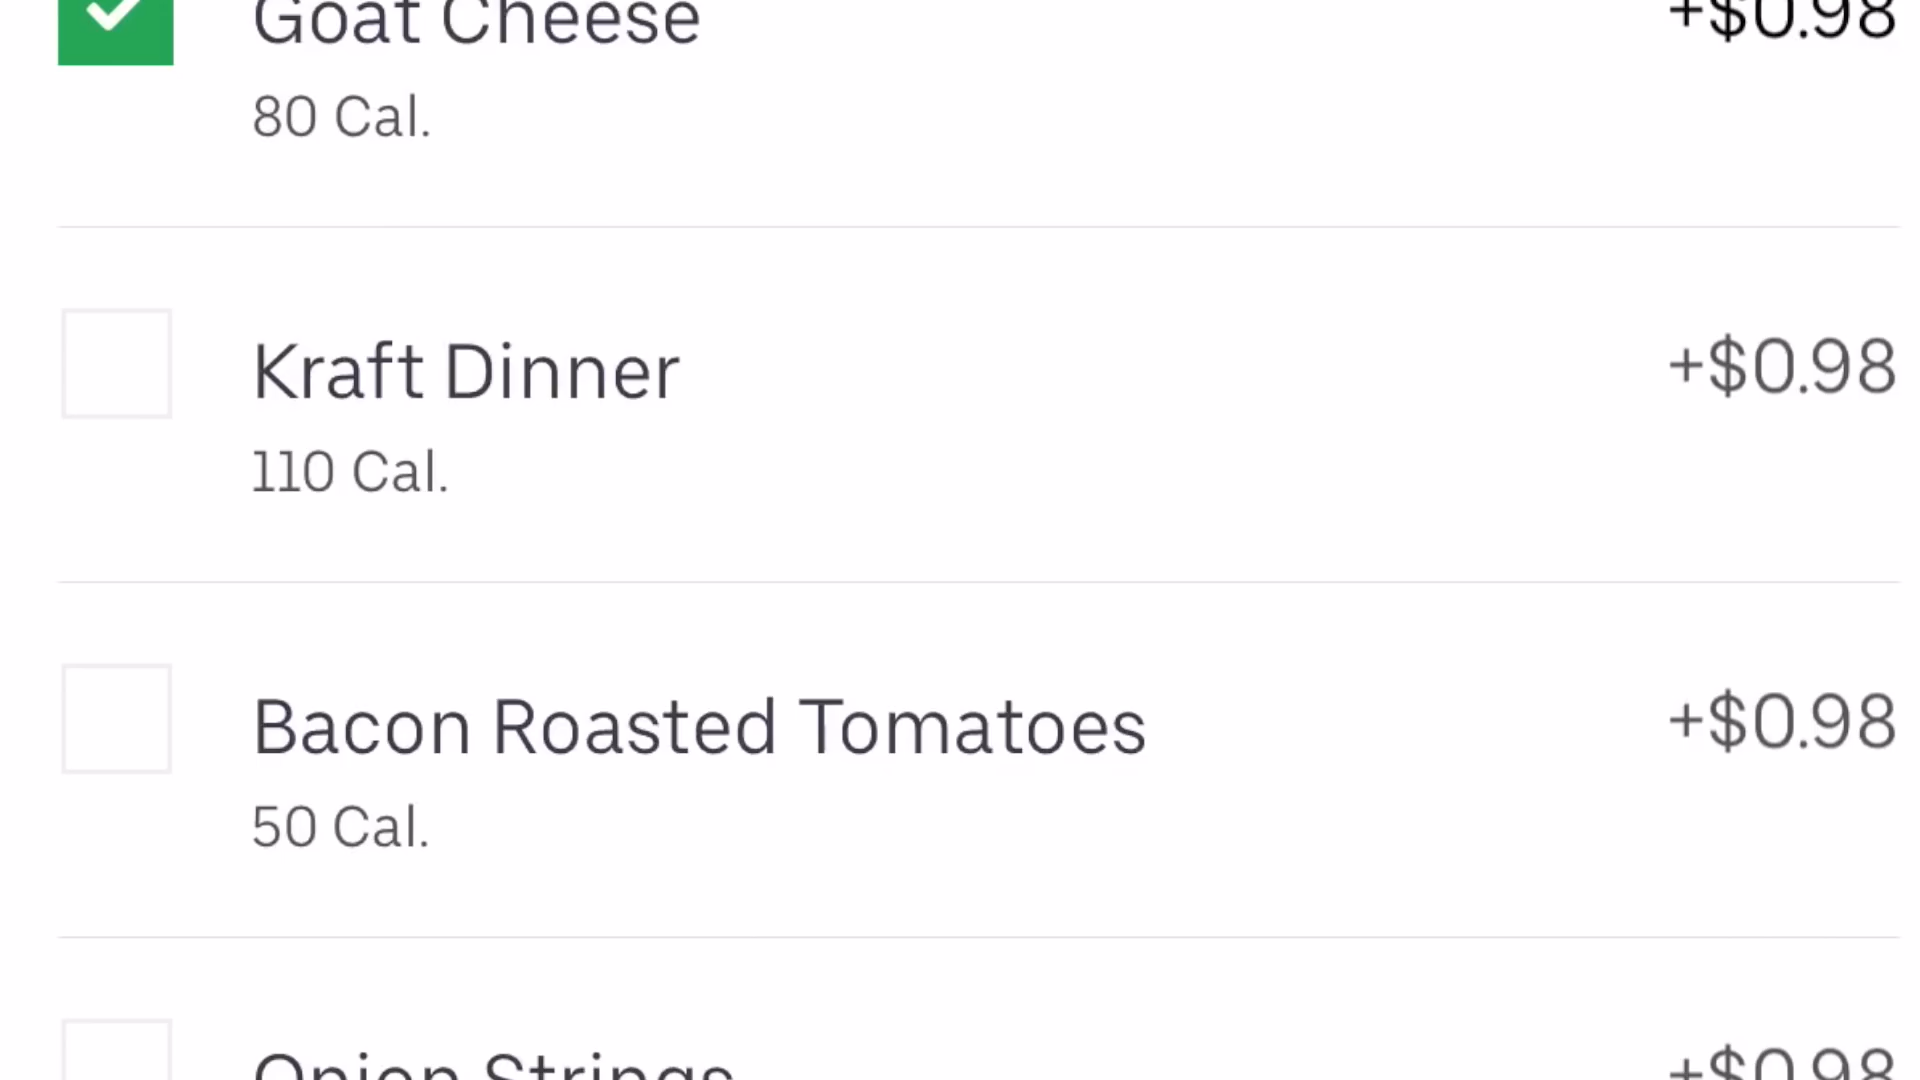 Goat Cheese +$0.98
80 Cal.
Kraft Dinner +$0.98
110 Cal.
Bacon Roasted Tomatoes +$0.98
50 Cal.
Onion Strings +$0.98